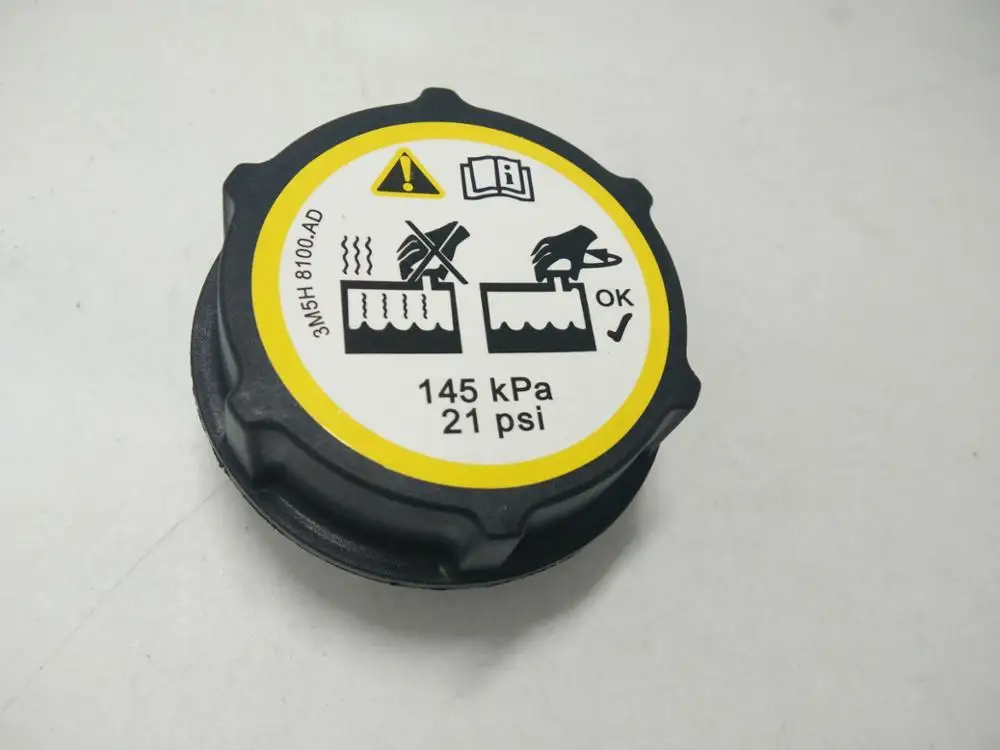 3M5H 8100.AD
OK
145 kPa
21 psi